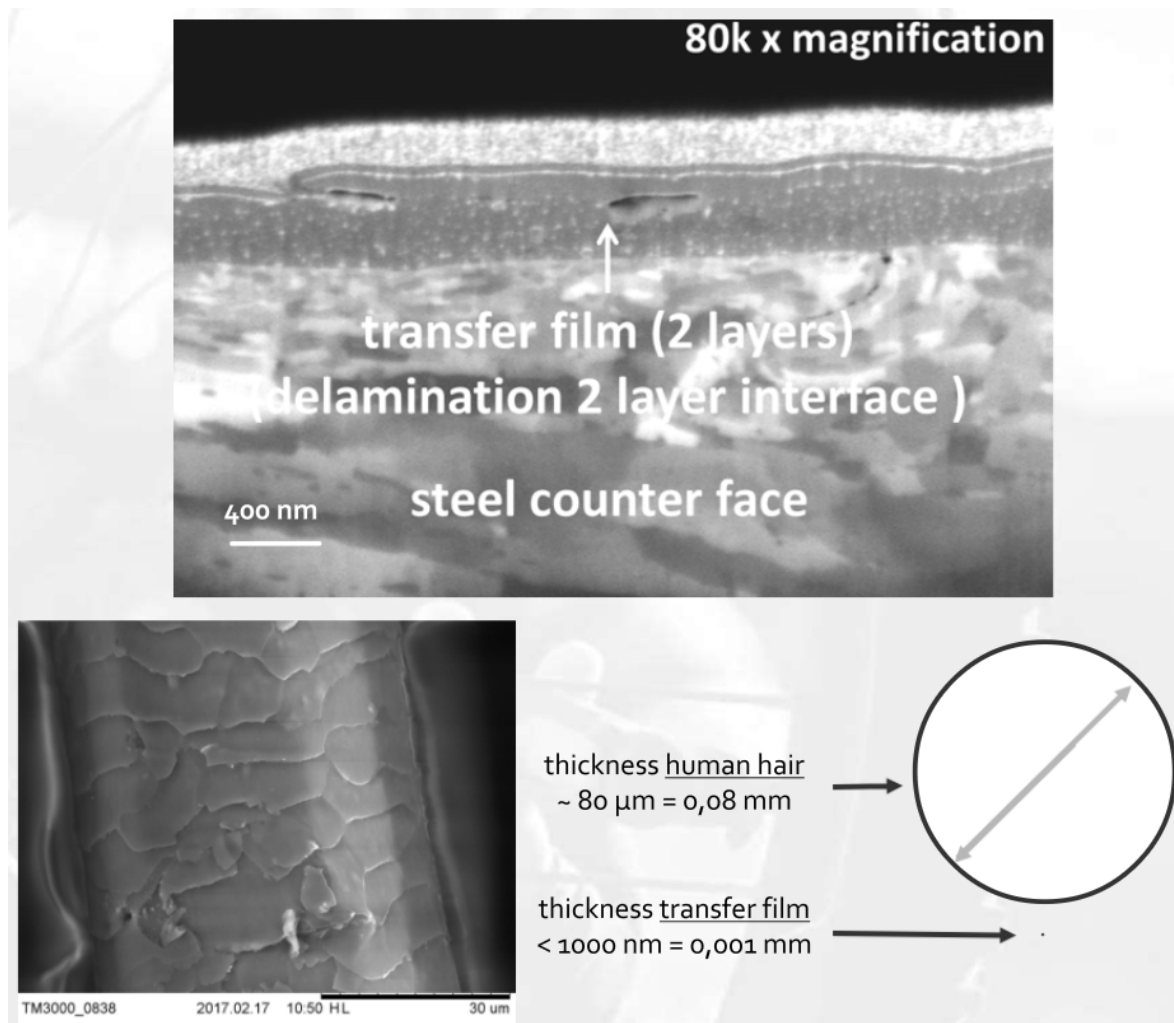 80k x magnification
transfer film (2 layers)
(delamination 2 layer interface )
steel counter face
400 nm
thickness human hair
~ 80 µm = 0,08 mm
thickness transfer film
< 1000 nm = 0,001 mm
TM3000_0838 2017.02.17 10:50 HL 30 um